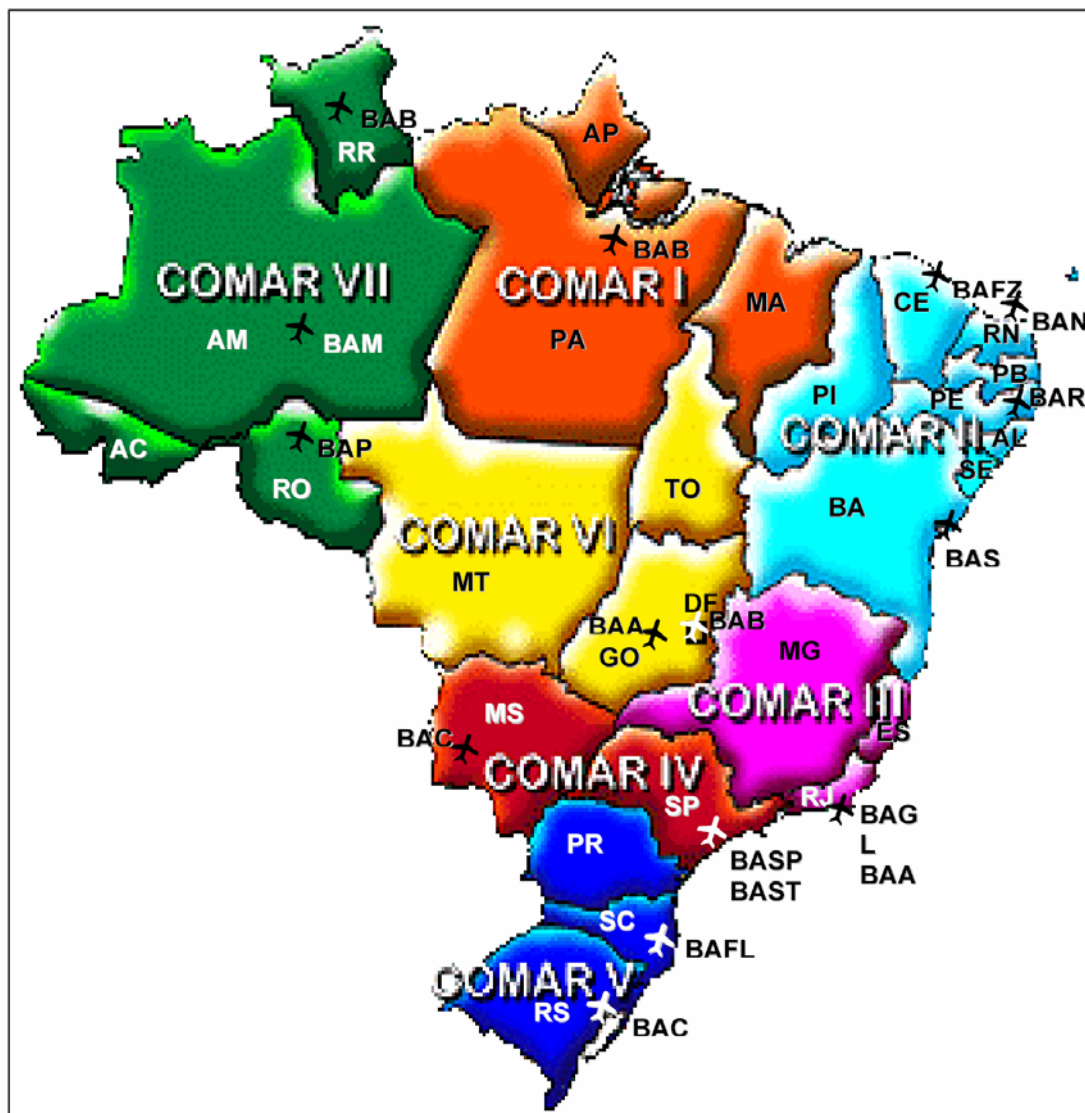 BAB
RR
AP
BAB
COMAR VII
COMAR I
AM
BAM
PA
MA
CE
BAFZ
BAN
RN
PB
PI
PE
BAR
COMAR II
AL
SE
AC
BAP
RO
TO
BA
BAS
COMAR VI
MT
DF
BAB
BAA
GO
MG
COMAR III
ES
MS
BAC
COMAR IV
SP
RJ
BAG
L
BAA
BASP
BAST
PR
SC
BAFL
COMAR V
RS
BAC